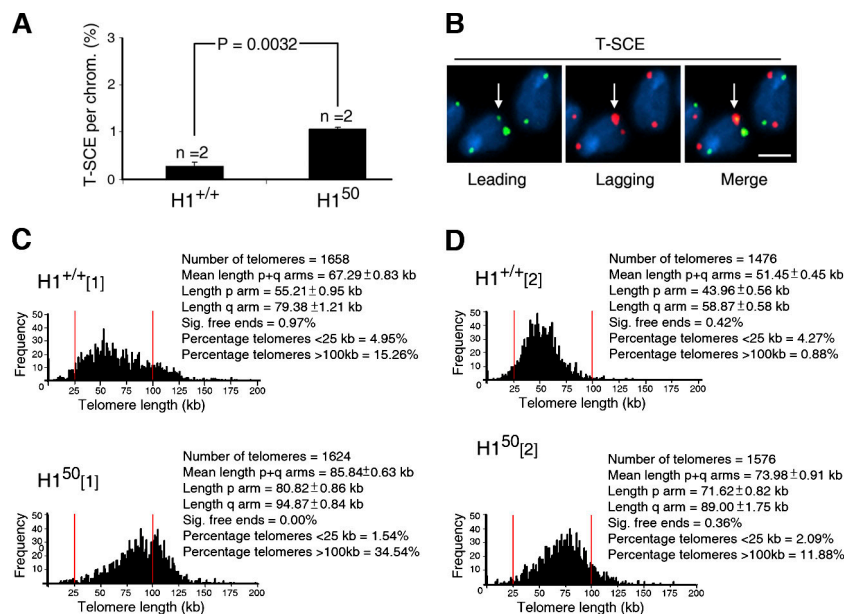 A
T-SCE per chrom. (%)
3
2
1
0
P = 0.0032
n =2
n =2
H1+/+
H150
B
T-SCE
Leading
Lagging
Merge
C
H1+/+[1]
Number of telomeres = 1658
Mean length p+q arms = 67.29±0.83 kb
Length p arm = 55.21±0.95 kb
Length q arm = 79.38±1.21 kb
Sig. free ends = 0.97%
Percentage telomeres <25 kb = 4.95%
Percentage telomeres >100kb = 15.26%
Frequency
50
40
30
20
10
0
0 25 50 75 100 125 150 175 200
Telomere length (kb)
H150[1]
Number of telomeres = 1624
Mean length p+q arms = 85.84±0.63 kb
Length p arm = 80.82±0.86 kb
Length q arm = 94.87±0.84 kb
Sig. free ends = 0.00%
Percentage telomeres <25 kb = 1.54%
Percentage telomeres >100kb = 34.54%
Frequency
50
40
30
20
10
0
0 25 50 75 100 125 150 175 200
Telomere length (kb)
D
H1+/+[2]
Number of telomeres = 1476
Mean length p+q arms = 51.45±0.45 kb
Length p arm = 43.96±0.56 kb
Length q arm = 58.87±0.58 kb
Sig. free ends = 0.42%
Percentage telomeres <25 kb = 4.27%
Percentage telomeres >100kb = 0.88%
Frequency
50
40
30
20
10
0
0 25 50 75 100 125 150 175 200
Telomere length (kb)
H150[2]
Number of telomeres = 1576
Mean length p+q arms = 73.98±0.91 kb
Length p arm = 71.62±0.82 kb
Length q arm = 89.00±1.75 kb
Sig. free ends = 0.36%
Percentage telomeres <25 kb = 2.09%
Percentage telomeres >100kb = 11.88%
Frequency
50
40
30
20
10
0
0 25 50 75 100 125 150 175 200
Telomere length (kb)